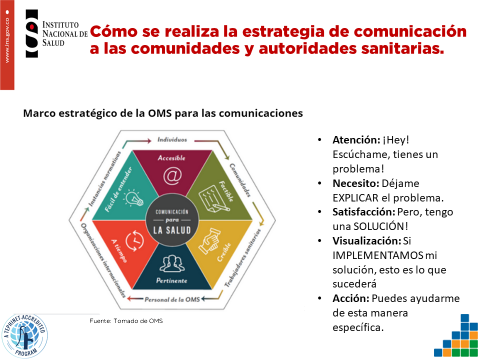 www.ins.gov.co
INSTITUTO
NACIONAL DE
SALUD
Cómo se realiza la estrategia de comunicación
a las comunidades y autoridades sanitarias.
Marco estratégico de la OMS para las comunicaciones
Individuos
Comunidades
Trabajadores sanitarios
Personal de la OMS
Organizaciones internacionales
Instancias normativas
Accesible
@
Factible
Creíble
Pertinente
A tiempo
Fácil de entender
COMUNICACIÓN
para
LA SALUD
Fuente: Tomado de OMS
• Atención: ¡Hey!
Escúchame, tienes un
problema!
• Necesito: Déjame
EXPLICAR el problema.
• Satisfacción: Pero, tengo
una SOLUCIÓN!
• Visualización: Si
IMPLEMENTAMOS mi
solución, esto es lo que
sucederá
• Acción: Puedes ayudarme
de esta manera
específica.
A TEPHINET ACCREDITED
PROGRAM